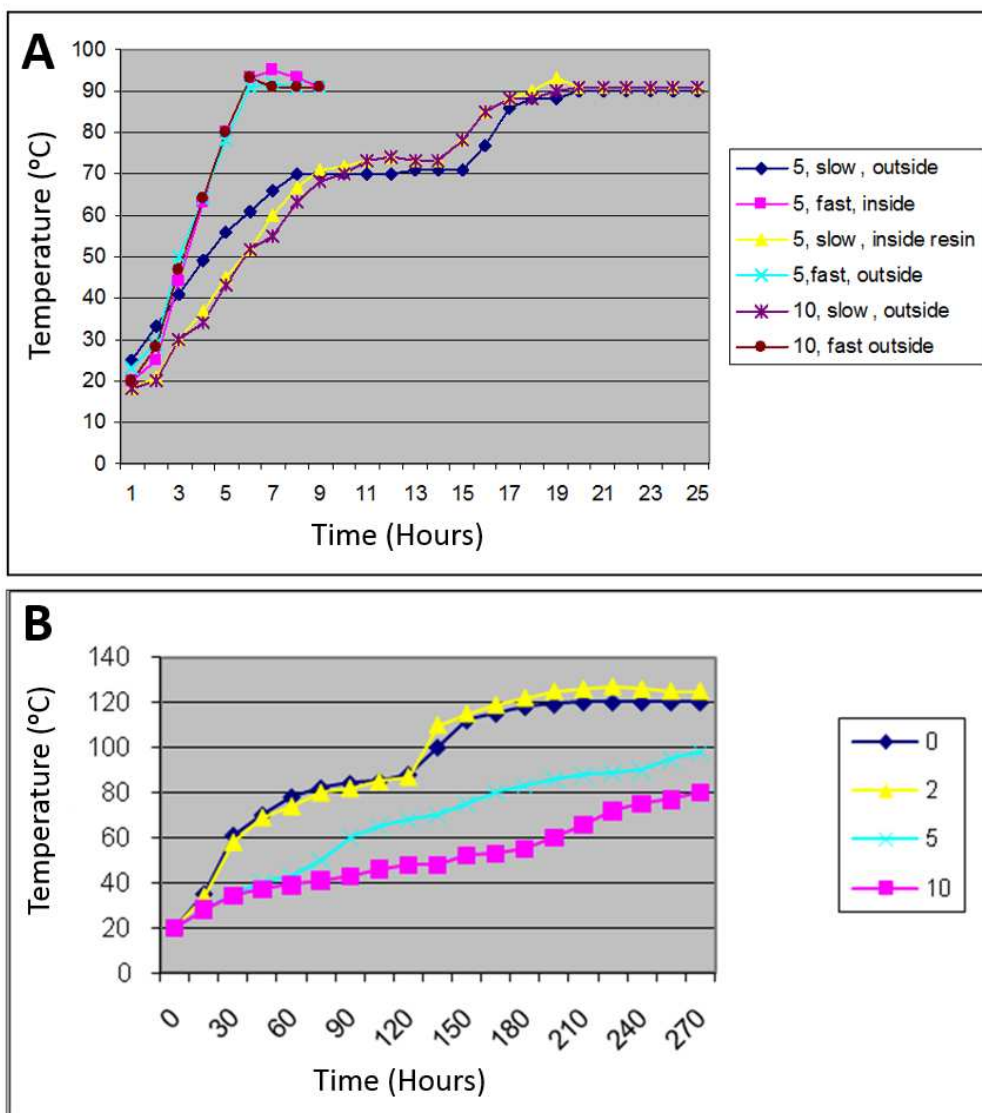 A
Temperature (°C)
100
90
80
70
60
50
40
30
20
10
0
1 3 5 7 9 11 13 15 17 19 21 23 25
Time (Hours)
5, slow , outside
5, fast, inside
5, slow , inside resin
5,fast, outside
10, slow , outside
10, fast outside
B
Temperature (°C)
140
120
100
80
60
40
20
0
0 30 60 90 120 150 180 210 240 270
Time (Hours)
0
2
5
10